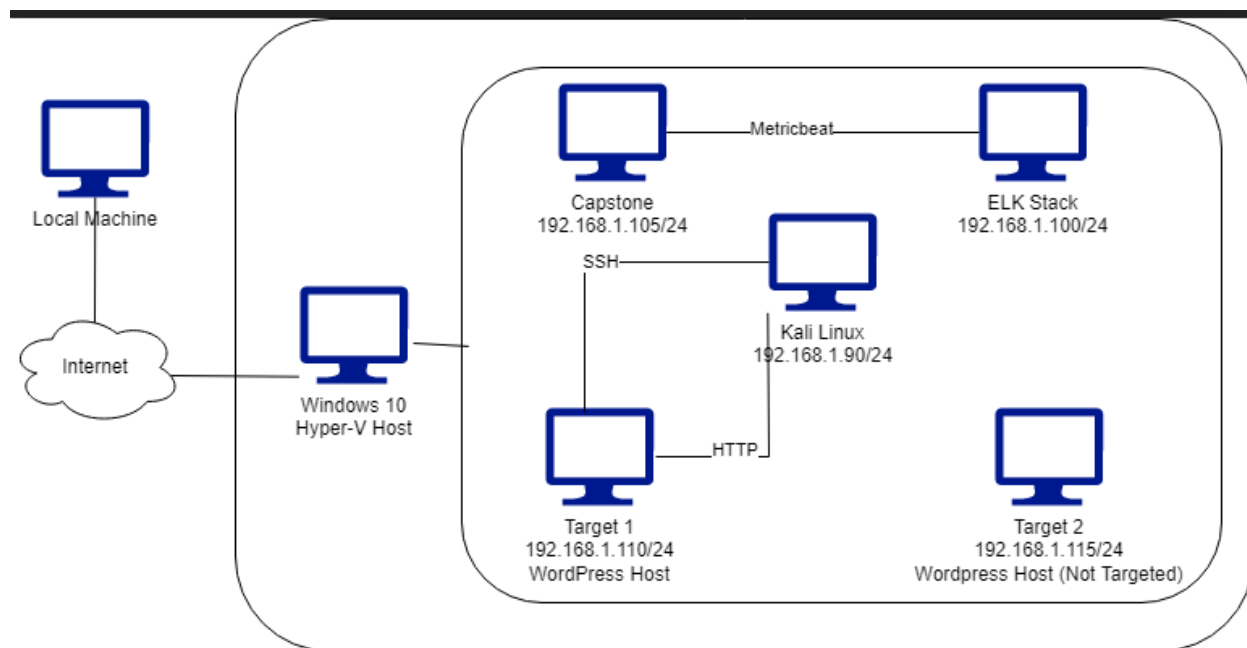 Metricbeat
Capstone
192.168.1.105/24
ELK Stack
192.168.1.100/24
Local Machine
SSH
Kali Linux
192.168.1.90/24
Internet
Windows 10
Hyper-V Host
HTTP
Target 1
192.168.1.110/24
WordPress Host
Target 2
192.168.1.115/24
Wordpress Host (Not Targeted)